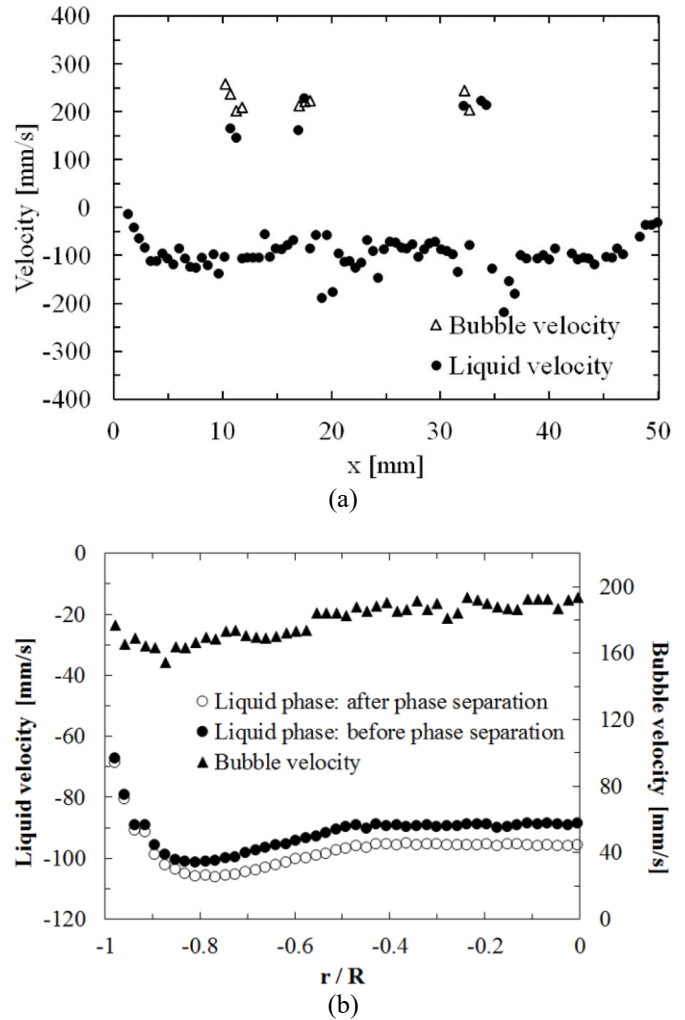 400
300
200
100
0
-100
-200
-300
-400
Velocity [mm/s]
Bubble velocity
Liquid velocity
0 10 20 30 40 50
x [mm]
(a)
0
-20
-40
-60
-80
-100
-120
Liquid velocity [mm/s]
Liquid phase: after phase separation
Liquid phase: before phase separation
Bubble velocity
200
160
120
80
40
0
Bubble velocity [mm/s]
-1 -0.8 -0.6 -0.4 -0.2 0
r / R
(b)